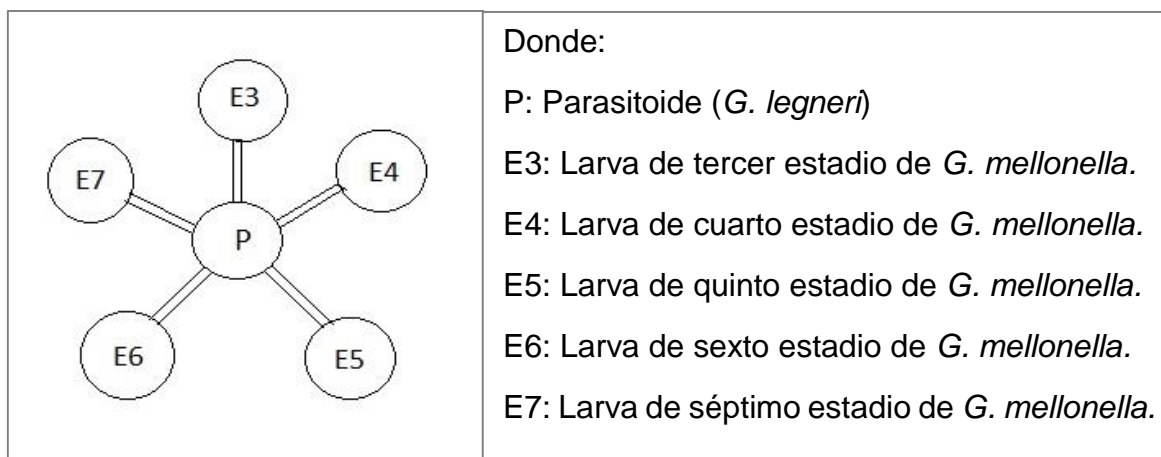 E3
E7
E4
P
E6
E5
Donde:
P: Parasitoide (G. legneri)
E3: Larva de tercer estadio de G. mellonella.
E4: Larva de cuarto estadio de G. mellonella.
E5: Larva de quinto estadio de G. mellonella.
E6: Larva de sexto estadio de G. mellonella.
E7: Larva de séptimo estadio de G. mellonella.